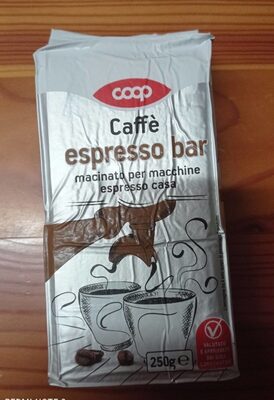 coop
Caffè
espresso bar
macinato per macchine
espresso casa
250g e